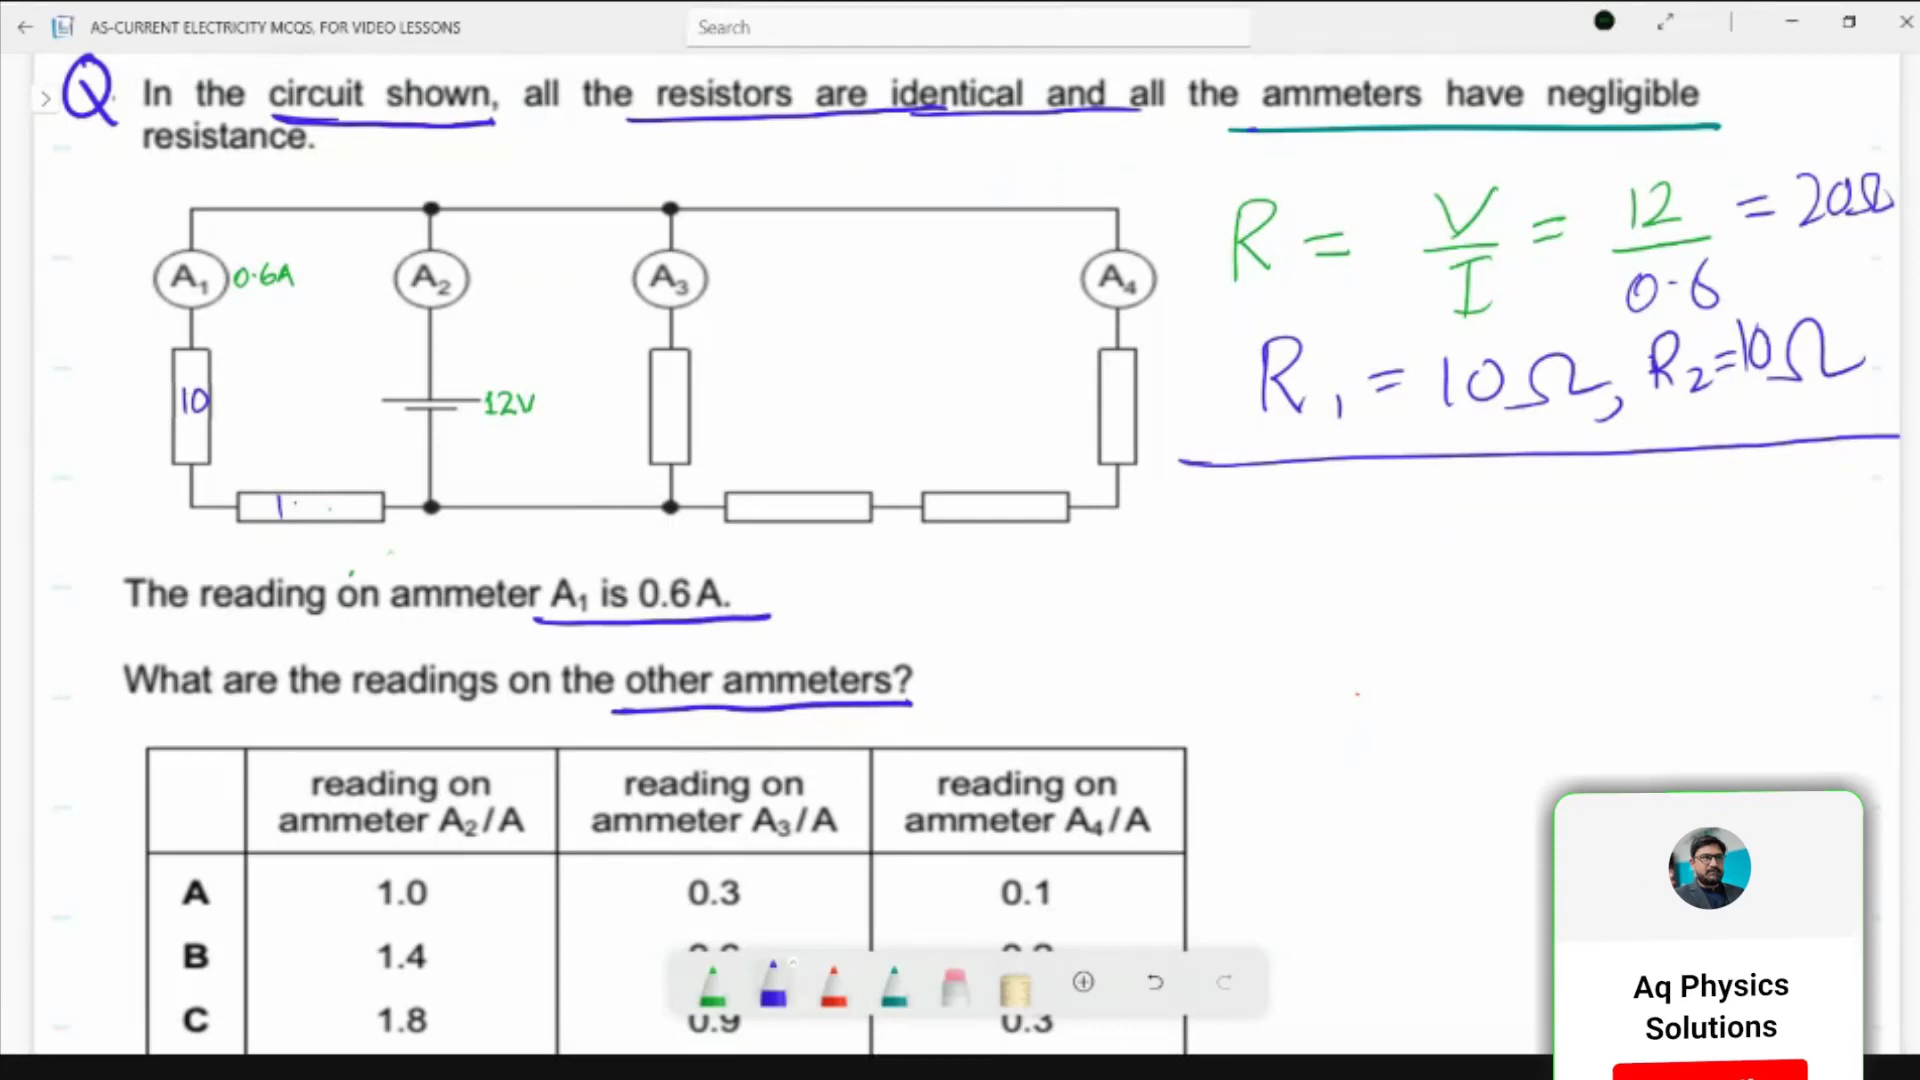 AS-CURRENT ELECTRICITY MCQS, FOR VIDEO LESSONS
Search
Q In the circuit shown, all the resistors are identical and all the ammeters have negligible
resistance.
R = V/I = 12/0.6 = 20Ω
R1 = 10Ω, R2=10Ω
A1 0.6A
A2
A3
A4
10
12V
The reading on ammeter A1 is 0.6 A.
What are the readings on the other ammeters?
reading on ammeter A2/A
reading on ammeter A3/A
reading on ammeter A4/A
A 1.0 0.3 0.1
B 1.4
C 1.8 0.9 0.3
Aq Physics
Solutions